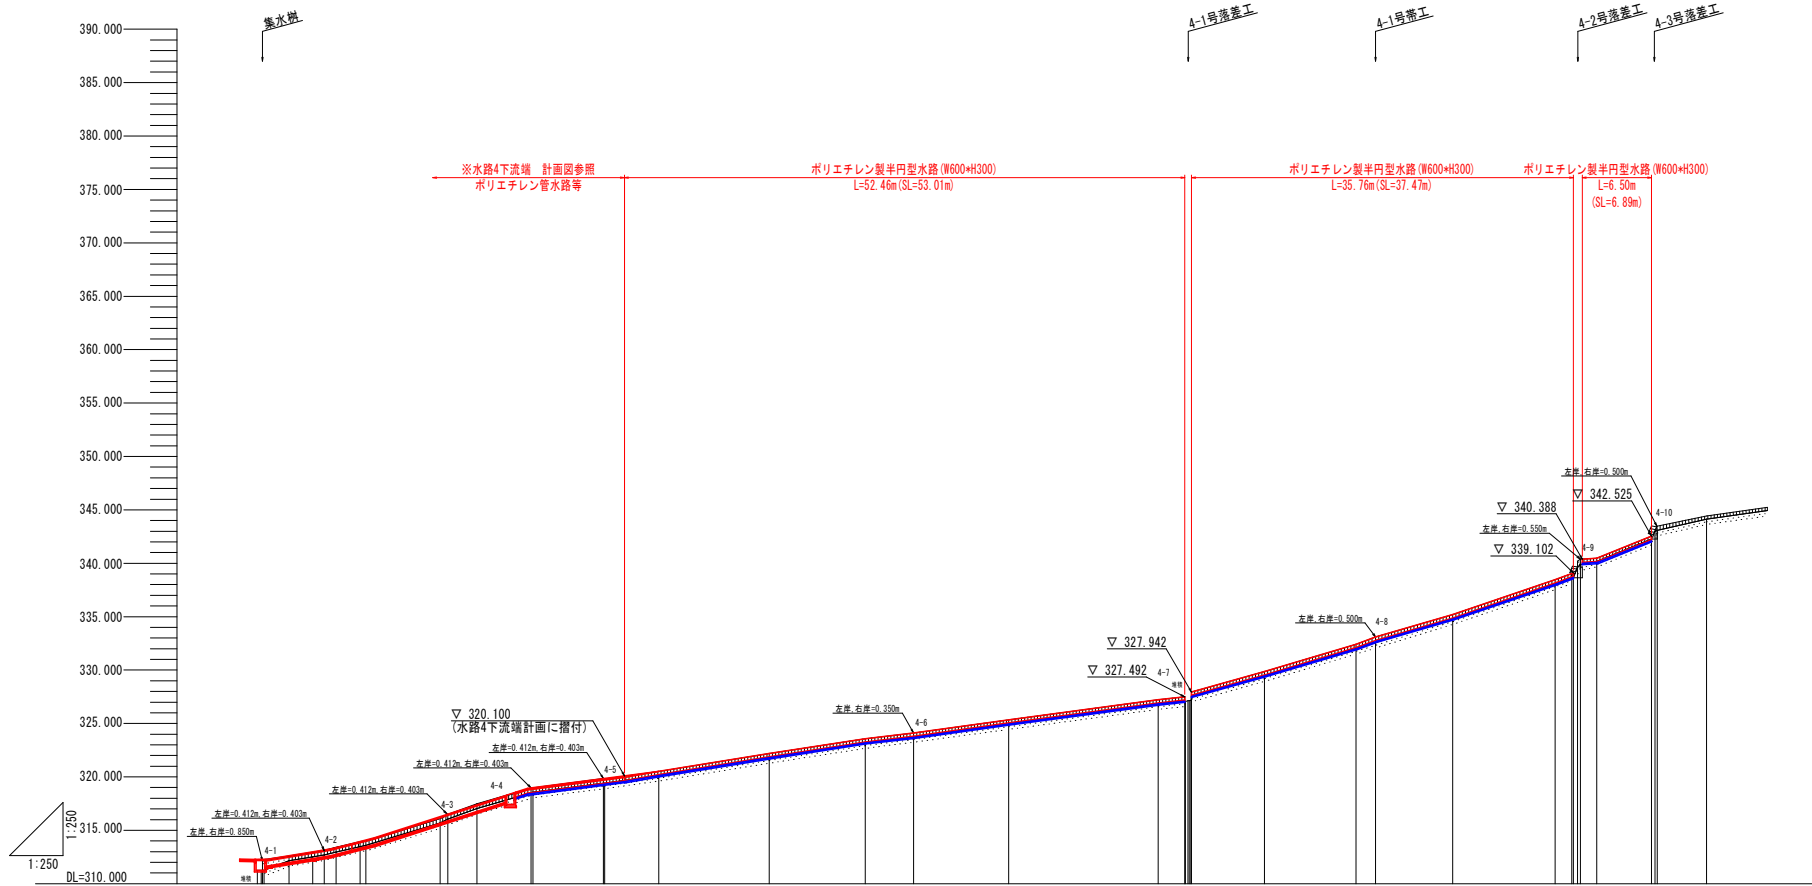 集水桝
4-1号落差工
4-1号帯工
4-2号落差工
4-3号落差工
390.000
385.000
380.000
375.000
370.000
365.000
360.000
355.000
350.000
345.000
340.000
335.000
330.000
325.000
320.000
315.000
DL=310.000
※水路4下流端 計画図参照
ポリエチレン管水路等
ポリエチレン製半円型水路(W600*H300)
L=52.46m(SL=53.01m)
ポリエチレン製半円型水路(W600*H300)
L=35.76m(SL=37.47m)
ポリエチレン製半円型水路(W600*H300)
L=6.50m
(SL=6.89m)
左岸,右岸=0.500m
▽ 342.525
4-10
▽ 340.388
左岸,右岸=0.550m
4-9
▽ 339.102
左岸,右岸=0.500m
4-8
▽ 327.942
▽ 327.492
4-7
堆積
左岸,右岸=0.350m
4-6
▽ 320.100
(水路4下流端計画に摺付)
左岸=0.412m,右岸=0.403m
4-5
左岸=0.412m,右岸=0.403m
4-4
左岸=0.412m,右岸=0.403m
4-3
左岸=0.412m,右岸=0.403m
4-2
左岸,右岸=0.850m
4-1
堆積
1:250
1:250